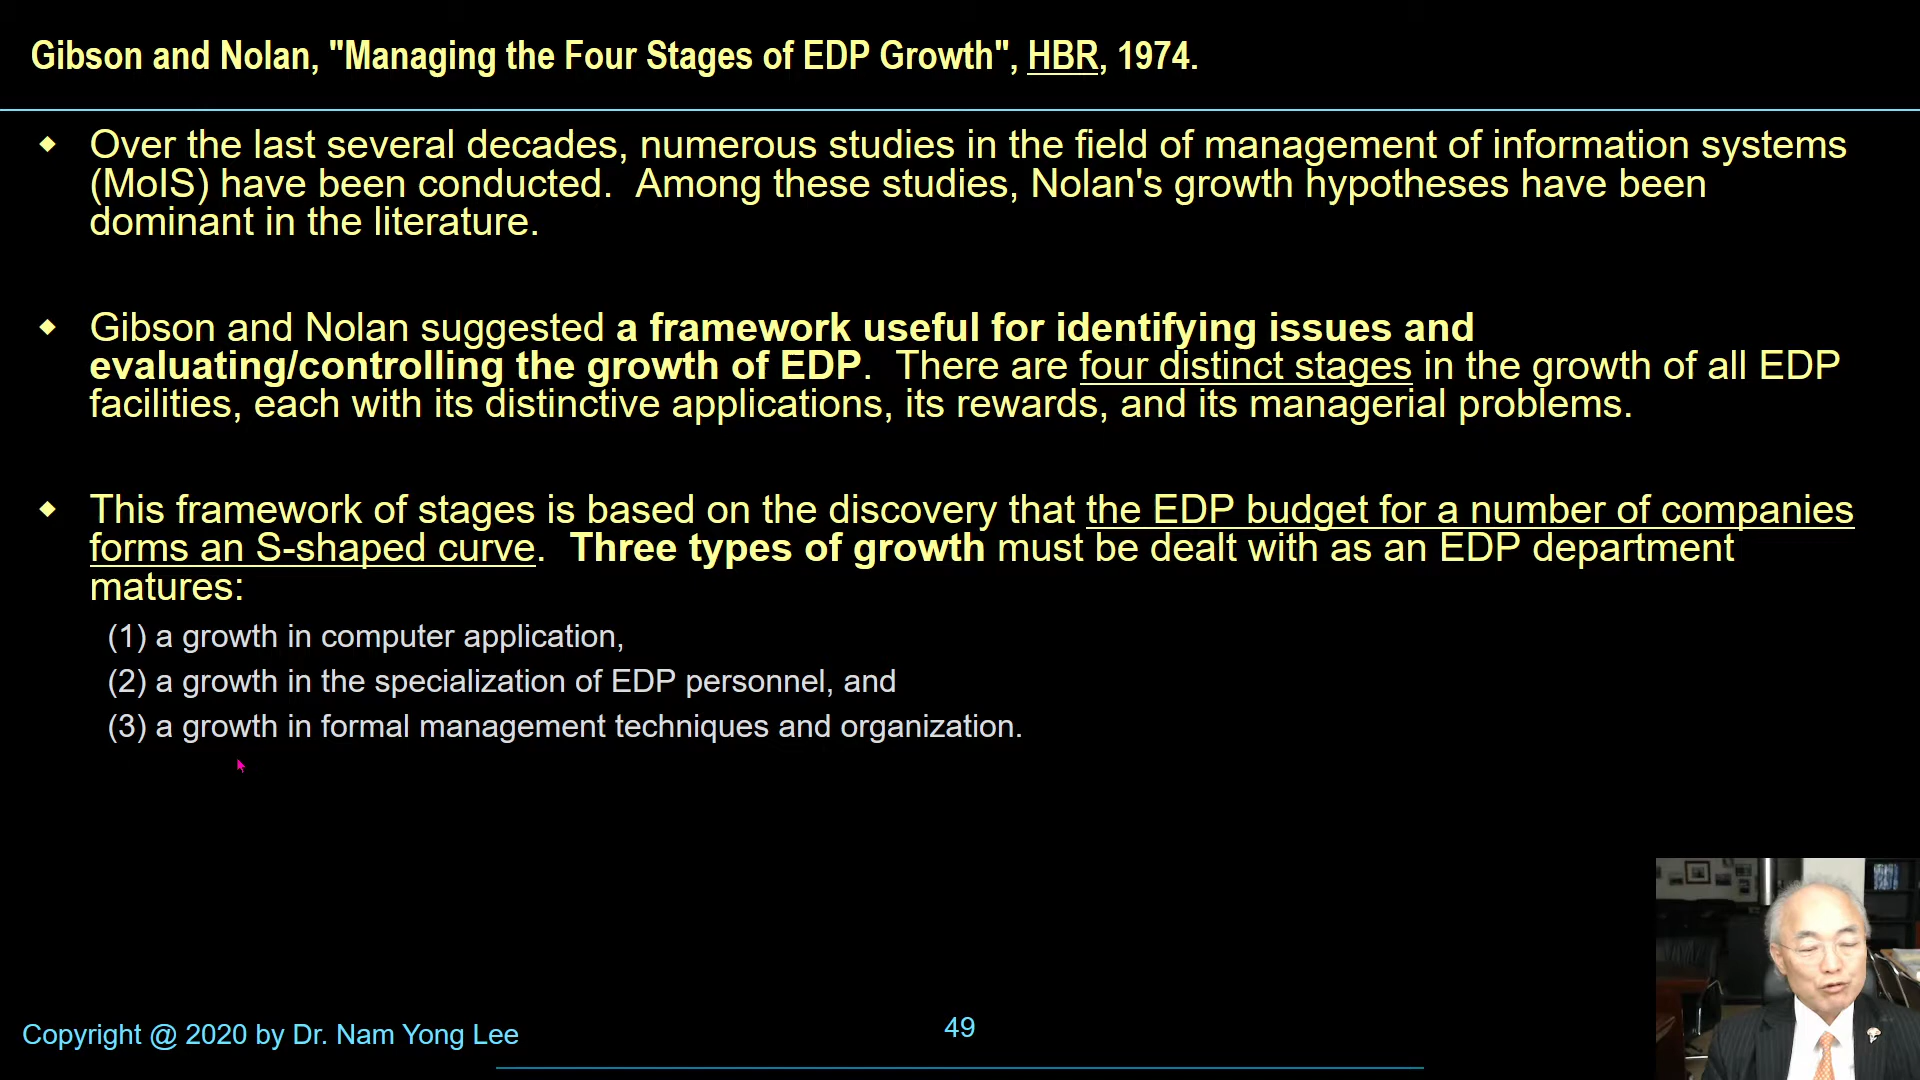 Gibson and Nolan, "Managing the Four Stages of EDP Growth", HBR, 1974.
Over the last several decades, numerous studies in the field of management of information systems
(MoIS) have been conducted.  Among these studies, Nolan's growth hypotheses have been
dominant in the literature.
Gibson and Nolan suggested a framework useful for identifying issues and
evaluating/controlling the growth of EDP.  There are four distinct stages in the growth of all EDP
facilities, each with its distinctive applications, its rewards, and its managerial problems.
This framework of stages is based on the discovery that the EDP budget for a number of companies
forms an S-shaped curve.  Three types of growth must be dealt with as an EDP department
matures:
(1) a growth in computer application,
(2) a growth in the specialization of EDP personnel, and
(3) a growth in formal management techniques and organization.
Copyright @ 2020 by Dr. Nam Yong Lee
49